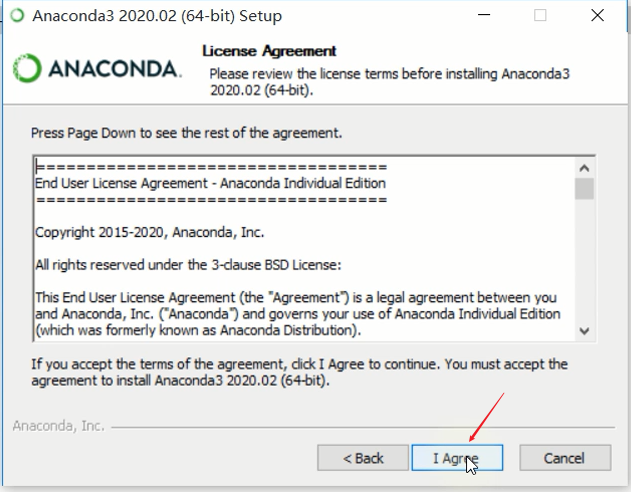 Anaconda3 2020.02 (64-bit) Setup
ANACONDA.
License Agreement
Please review the license terms before installing Anaconda3
2020.02 (64-bit).
Press Page Down to see the rest of the agreement.
===================================
End User License Agreement - Anaconda Individual Edition
===================================
Copyright 2015-2020, Anaconda, Inc.
All rights reserved under the 3-clause BSD License:
This End User License Agreement (the "Agreement") is a legal agreement between you
and Anaconda, Inc. ("Anaconda") and governs your use of Anaconda Individual Edition
(which was formerly known as Anaconda Distribution).
If you accept the terms of the agreement, click I Agree to continue. You must accept the
agreement to install Anaconda3 2020.02 (64-bit).
Anaconda, Inc.
< Back
I Agree
Cancel